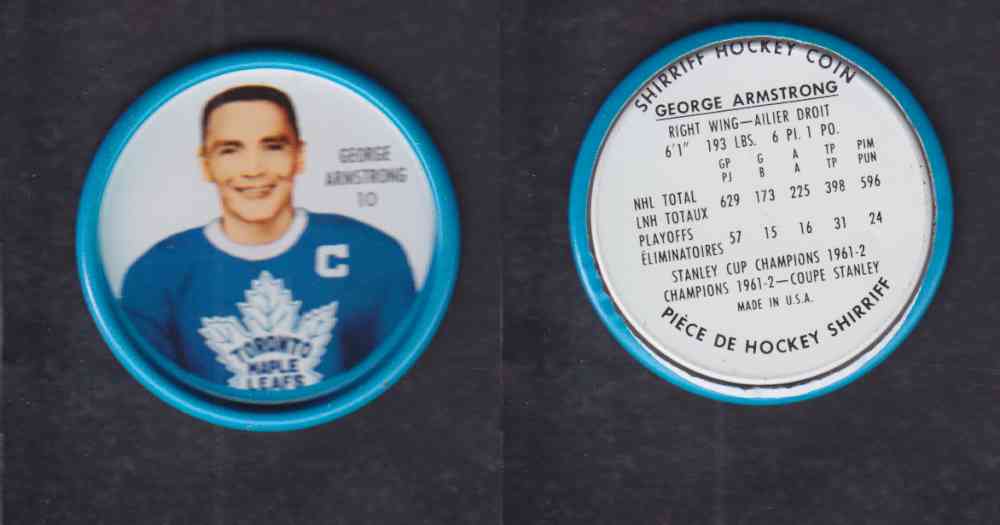 GEORGE
ARMSTRONG
10
C
TORONTO
MAPLE
LEAFS
SHIRRIFF HOCKEY COIN
GEORGE ARMSTRONG
RIGHT WING—AILIER DROIT
6'1" 193 LBS. 6 PI. 1 PO.
GP G A TP PIM
PJ B A TP PUN
NHL TOTAL 629 173 225 398 596
LNH TOTAUX
PLAYOFFS 57 15 16 31 24
ÉLIMINATOIRES
STANLEY CUP CHAMPIONS 1961-2
CHAMPIONS 1961-2—COUPE STANLEY
MADE IN U.S.A.
PIÈCE DE HOCKEY SHIRRIFF